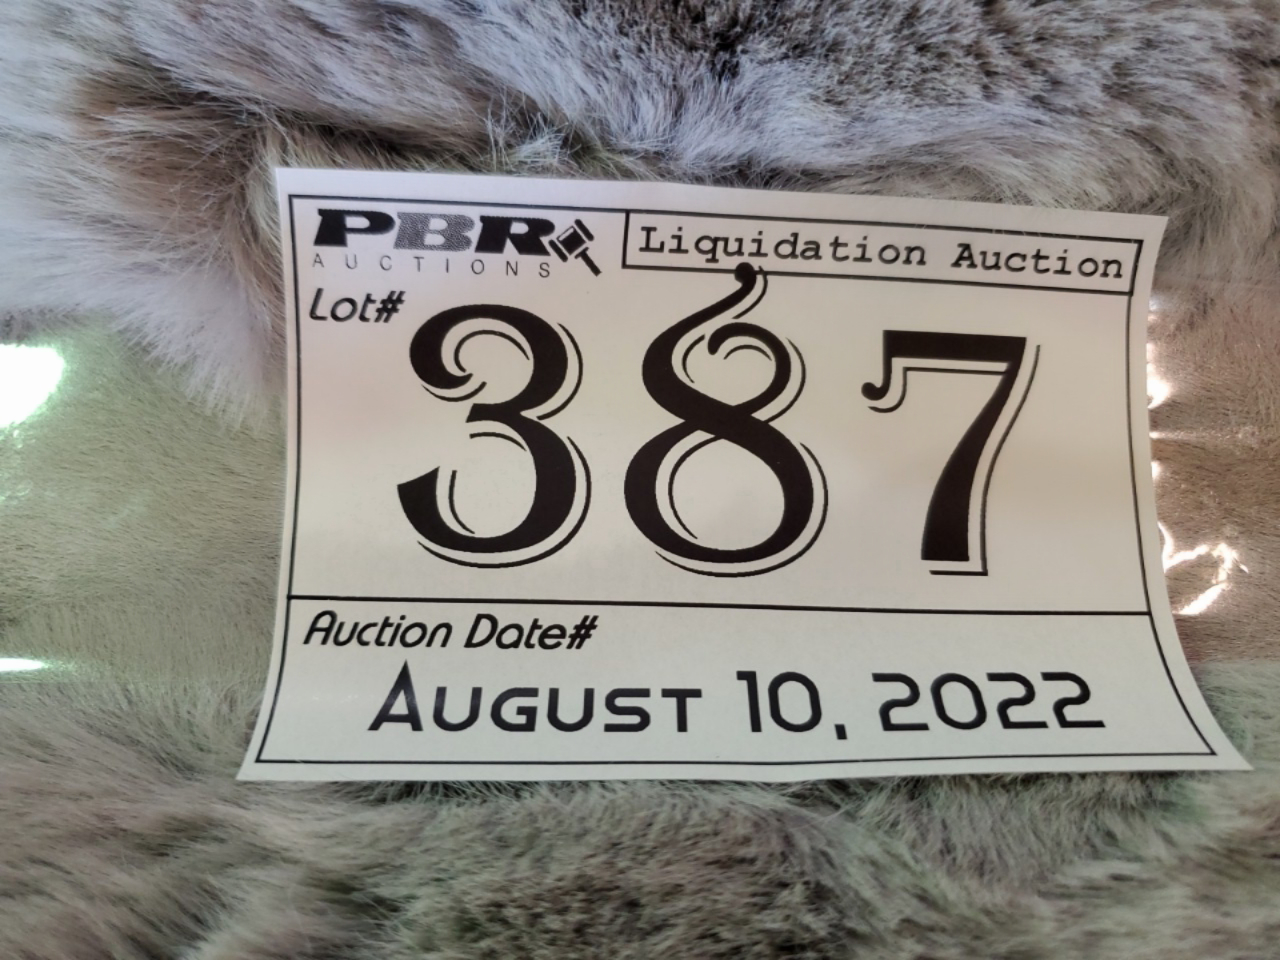 PBR
AUCTIONS
Liquidation Auction
Lot#
387
Auction Date#
AUGUST 10, 2022